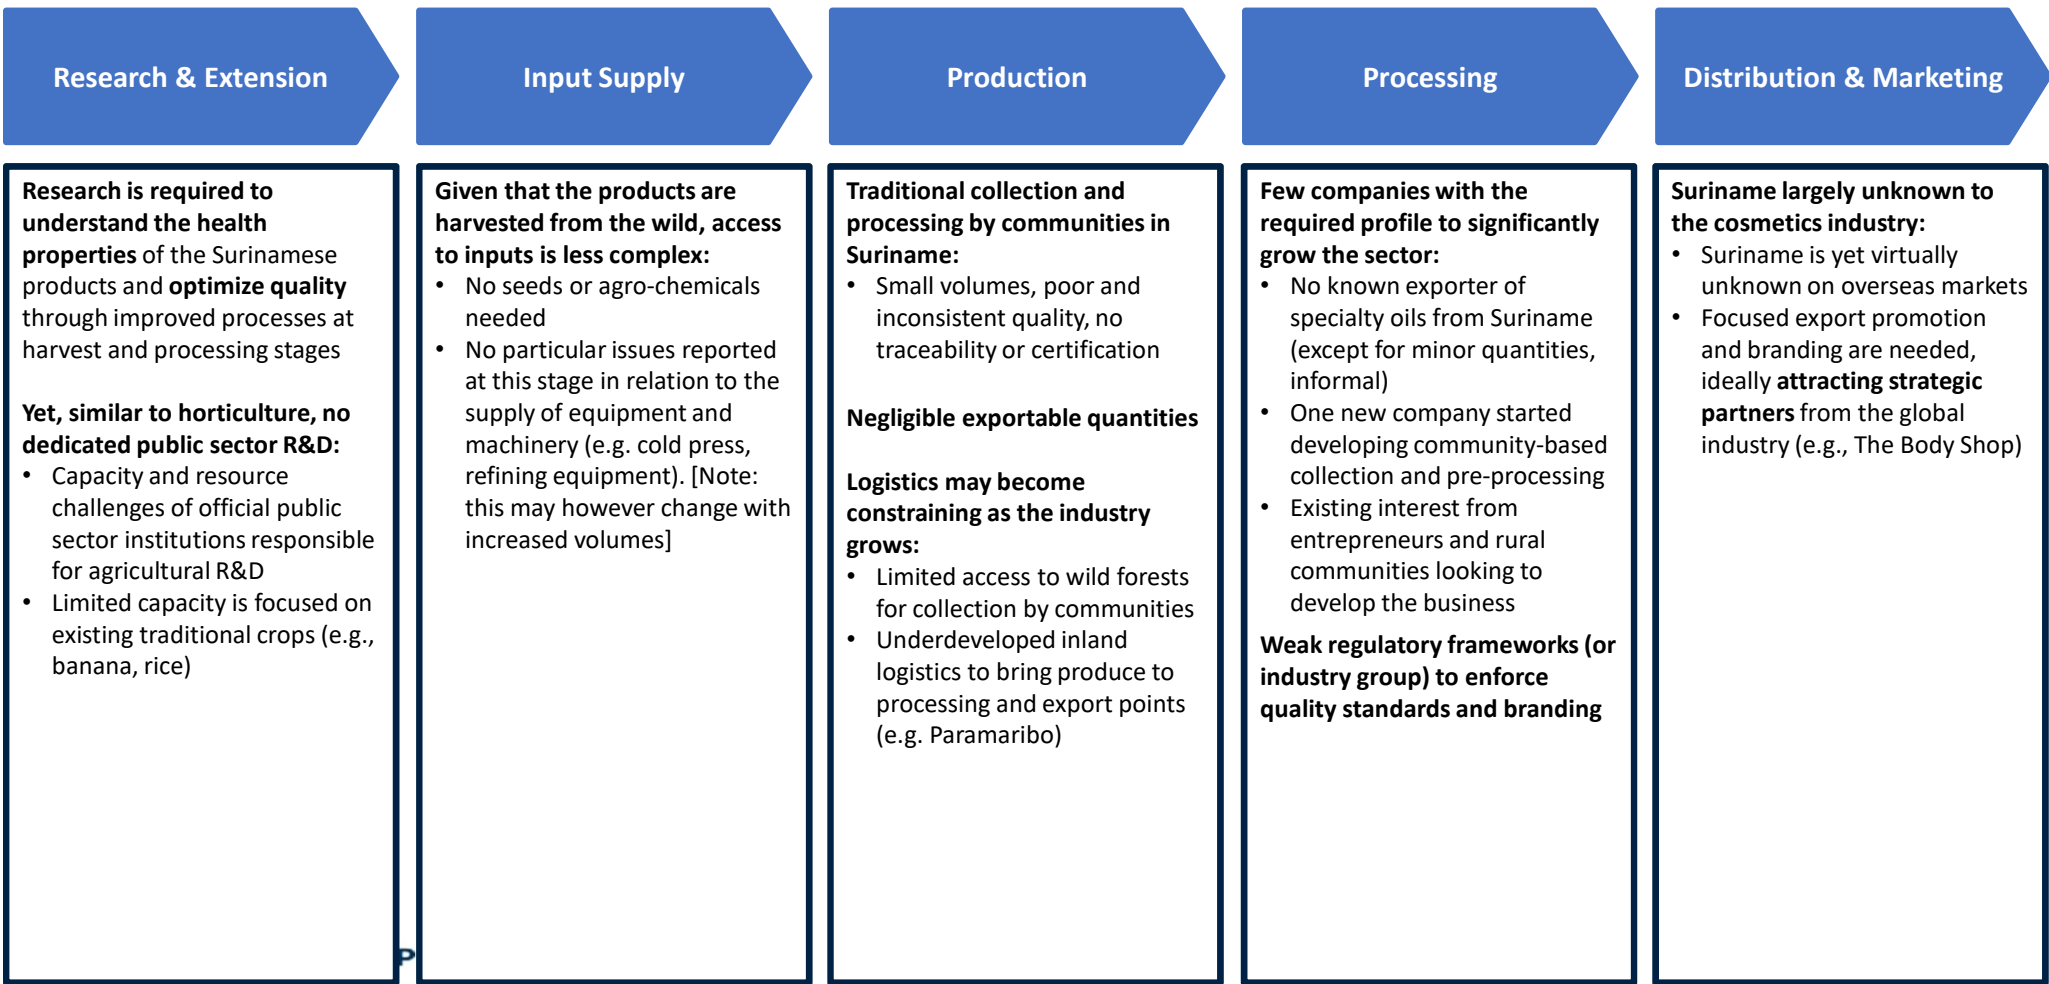 Research & Extension
Input Supply
Production
Processing
Distribution & Marketing
Research is required to
understand the health
properties of the Surinamese
products and optimize quality
through improved processes at
harvest and processing stages
Yet, similar to horticulture, no
dedicated public sector R&D:
• Capacity and resource
challenges of official public
sector institutions responsible
for agricultural R&D
• Limited capacity is focused on
existing traditional crops (e.g.,
banana, rice)
Given that the products are
harvested from the wild, access
to inputs is less complex:
• No seeds or agro-chemicals
needed
• No particular issues reported
at this stage in relation to the
supply of equipment and
machinery (e.g. cold press,
refining equipment). [Note:
this may however change with
increased volumes]
Traditional collection and
processing by communities in
Suriname:
• Small volumes, poor and
inconsistent quality, no
traceability or certification
Negligible exportable quantities
Logistics may become
constraining as the industry
grows:
• Limited access to wild forests
for collection by communities
• Underdeveloped inland
logistics to bring produce to
processing and export points
(e.g. Paramaribo)
Few companies with the
required profile to significantly
grow the sector:
• No known exporter of
specialty oils from Suriname
(except for minor quantities,
informal)
• One new company started
developing community-based
collection and pre-processing
• Existing interest from
entrepreneurs and rural
communities looking to
develop the business
Weak regulatory frameworks (or
industry group) to enforce
quality standards and branding
Suriname largely unknown to
the cosmetics industry:
• Suriname is yet virtually
unknown on overseas markets
• Focused export promotion
and branding are needed,
ideally attracting strategic
partners from the global
industry (e.g., The Body Shop)